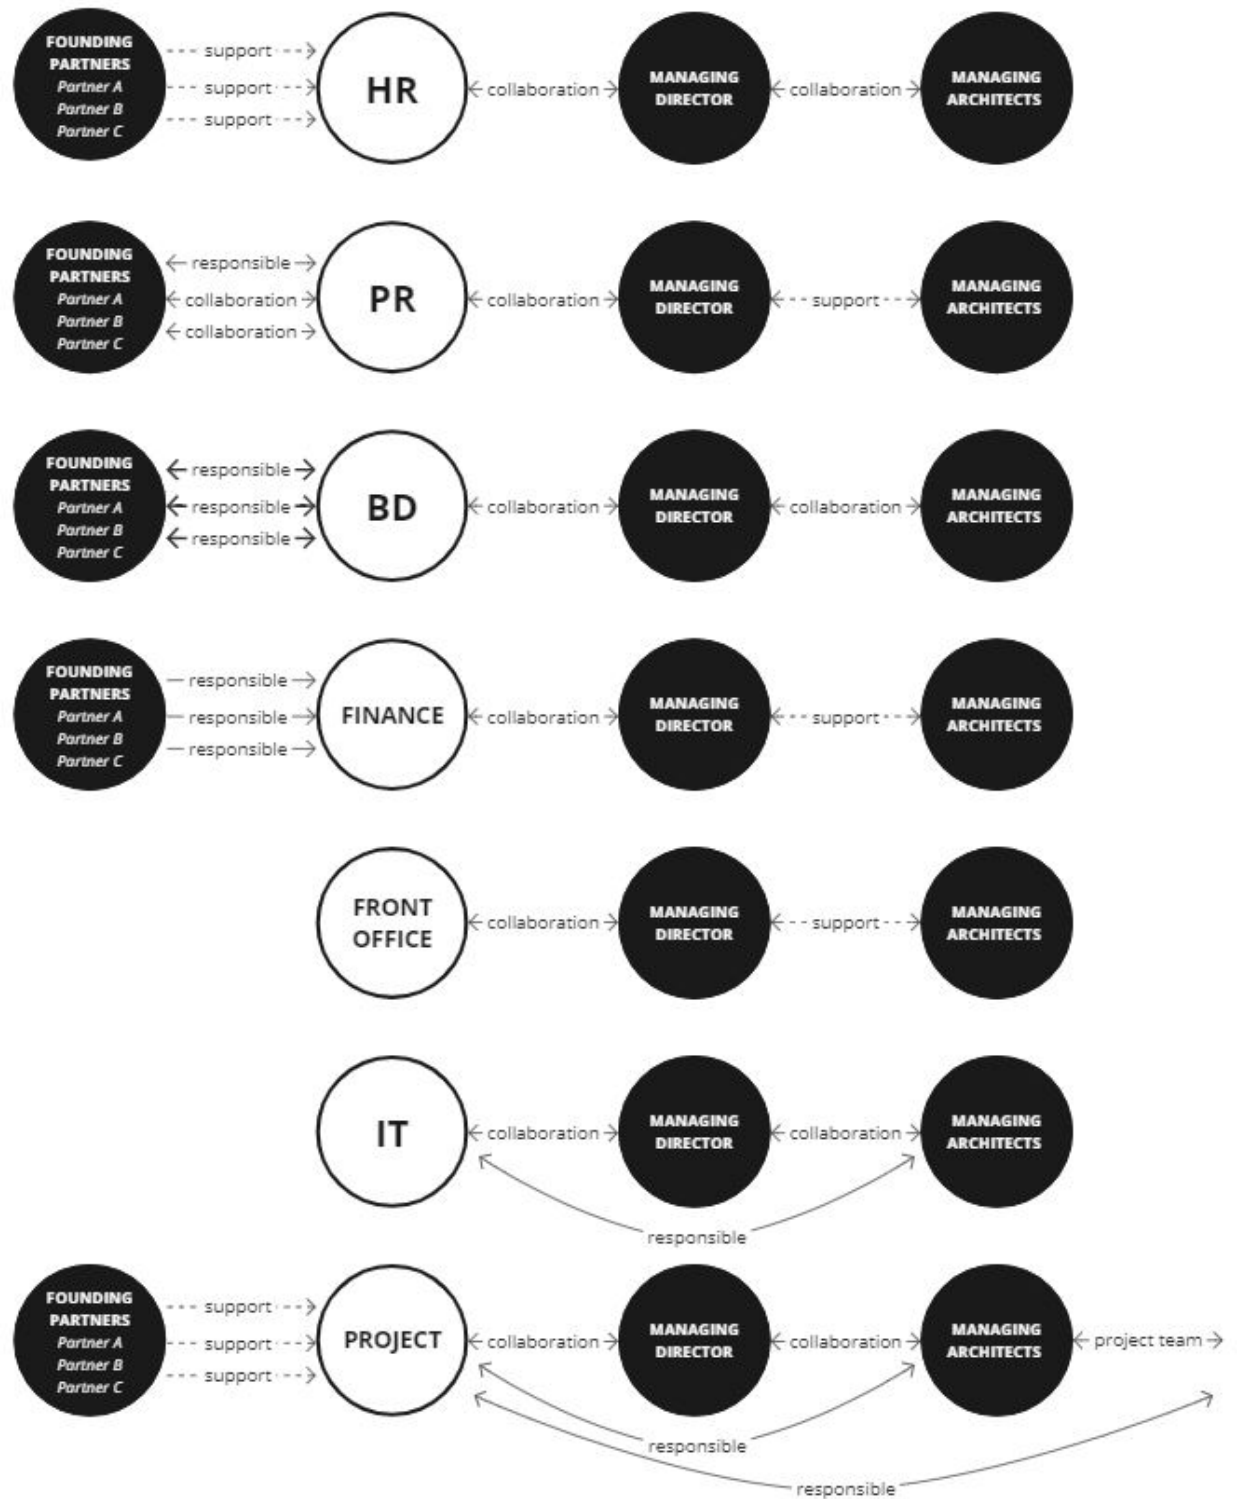 FOUNDING
PARTNERS
Partner A
Partner B
Partner C
support
support
support
HR
collaboration
MANAGING
DIRECTOR
collaboration
MANAGING
ARCHITECTS
FOUNDING
PARTNERS
Partner A
Partner B
Partner C
responsible
collaboration
collaboration
PR
collaboration
MANAGING
DIRECTOR
support
MANAGING
ARCHITECTS
FOUNDING
PARTNERS
Partner A
Partner B
Partner C
responsible
responsible
responsible
BD
collaboration
MANAGING
DIRECTOR
collaboration
MANAGING
ARCHITECTS
FOUNDING
PARTNERS
Partner A
Partner B
Partner C
responsible
responsible
responsible
FINANCE
collaboration
MANAGING
DIRECTOR
support
MANAGING
ARCHITECTS
FRONT
OFFICE
collaboration
MANAGING
DIRECTOR
support
MANAGING
ARCHITECTS
IT
collaboration
MANAGING
DIRECTOR
collaboration
MANAGING
ARCHITECTS
responsible
FOUNDING
PARTNERS
Partner A
Partner B
Partner C
support
support
support
PROJECT
collaboration
MANAGING
DIRECTOR
collaboration
MANAGING
ARCHITECTS
project team
responsible
responsible